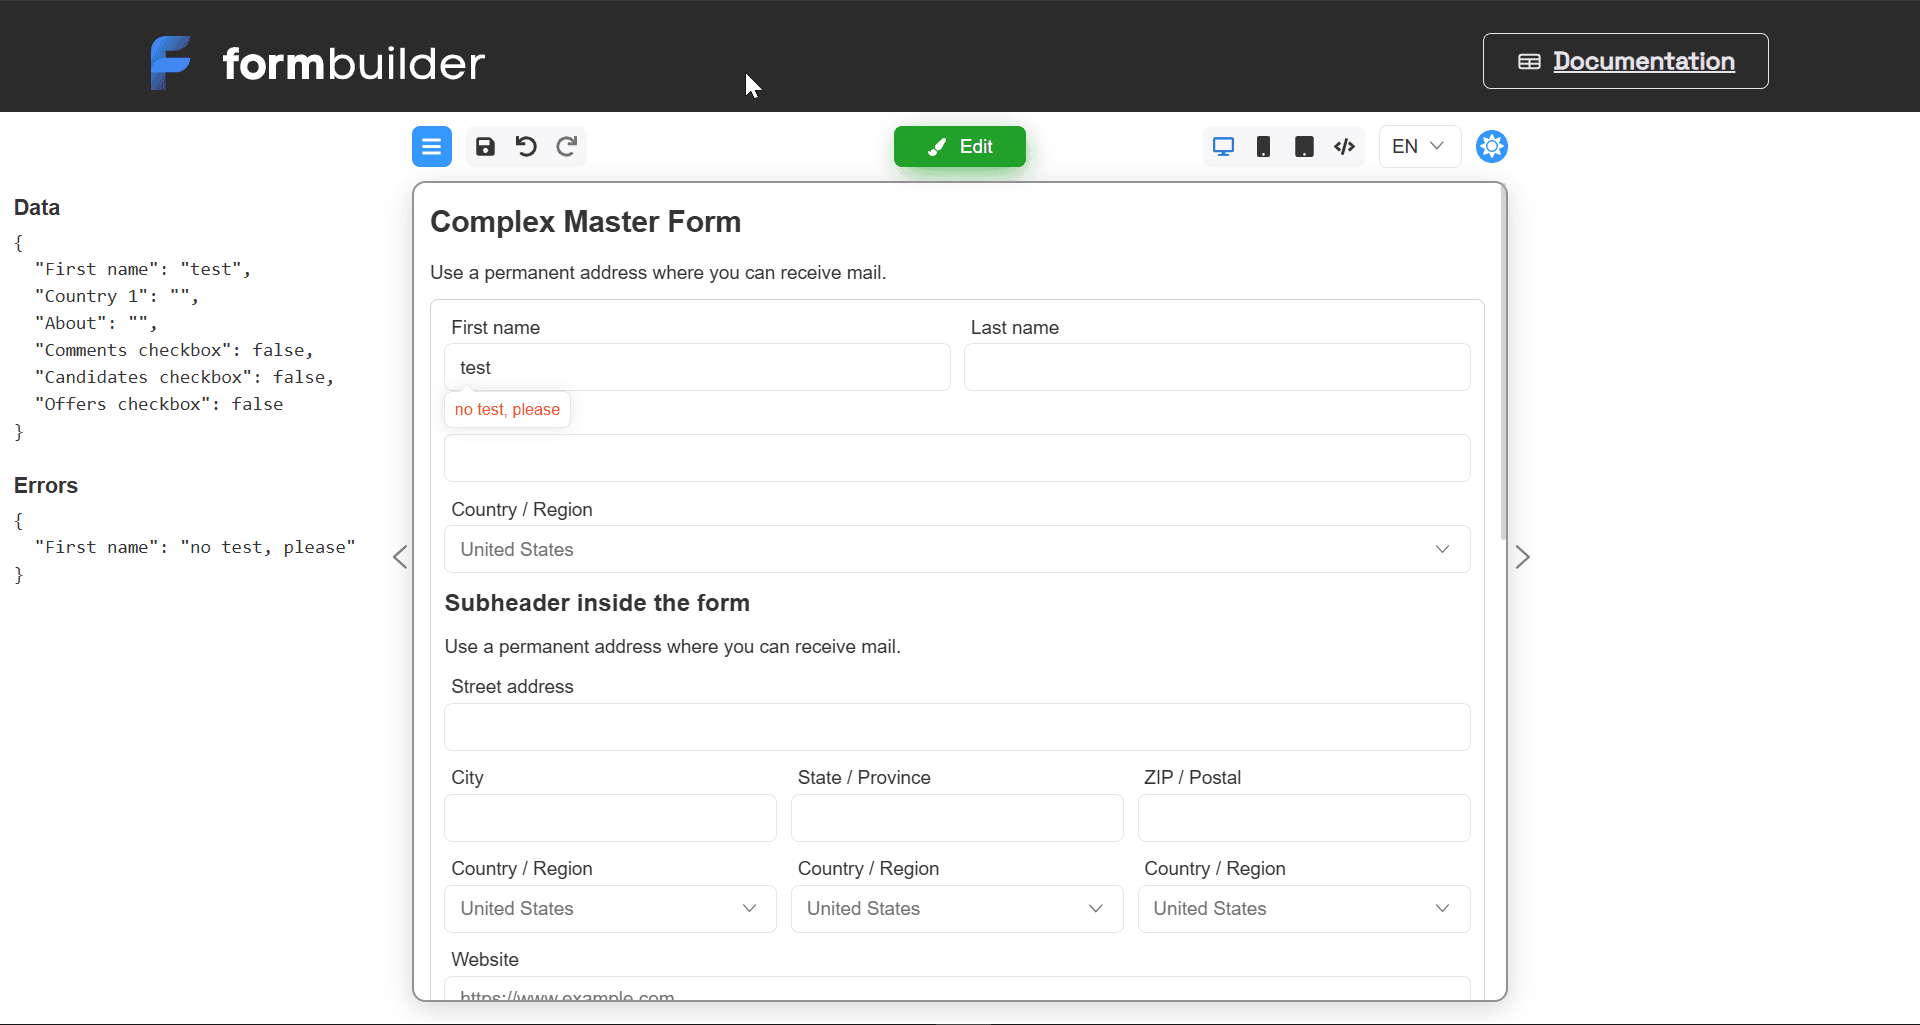 formbuilder
Documentation
Edit
EN
Data
{
"First name": "test",
"Country 1": "",
"About": "",
"Comments checkbox": false,
"Candidates checkbox": false,
"Offers checkbox": false
}
Errors
{
"First name": "no test, please"
}
Complex Master Form
Use a permanent address where you can receive mail.
First name Last name
test
no test, please
Country / Region
United States
Subheader inside the form
Use a permanent address where you can receive mail.
Street address
City State / Province ZIP / Postal
Country / Region Country / Region Country / Region
United States United States United States
Website
https://www.example.com